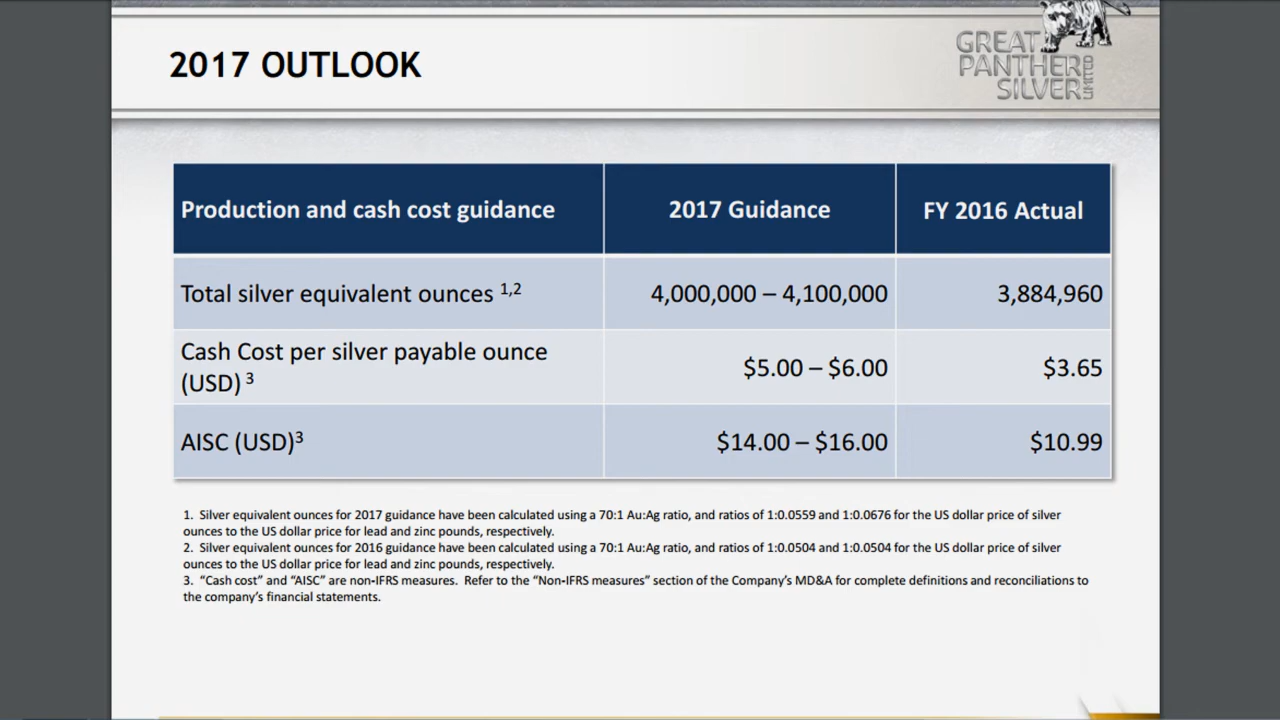 2017 OUTLOOK
GREAT
PANTHER
SILVER
LIMITED
Production and cash cost guidance
2017 Guidance
FY 2016 Actual
Total silver equivalent ounces 1,2
4,000,000 – 4,100,000
3,884,960
Cash Cost per silver payable ounce
(USD) 3
$5.00 – $6.00
$3.65
AISC (USD)3
$14.00 – $16.00
$10.99
1. Silver equivalent ounces for 2017 guidance have been calculated using a 70:1 Au:Ag ratio, and ratios of 1:0.0559 and 1:0.0676 for the US dollar price of silver
ounces to the US dollar price for lead and zinc pounds, respectively.
2. Silver equivalent ounces for 2016 guidance have been calculated using a 70:1 Au:Ag ratio, and ratios of 1:0.0504 and 1:0.0504 for the US dollar price of silver
ounces to the US dollar price for lead and zinc pounds, respectively.
3. “Cash cost” and “AISC” are non-IFRS measures. Refer to the “Non-IFRS measures” section of the Company’s MD&A for complete definitions and reconciliations to
the company’s financial statements.